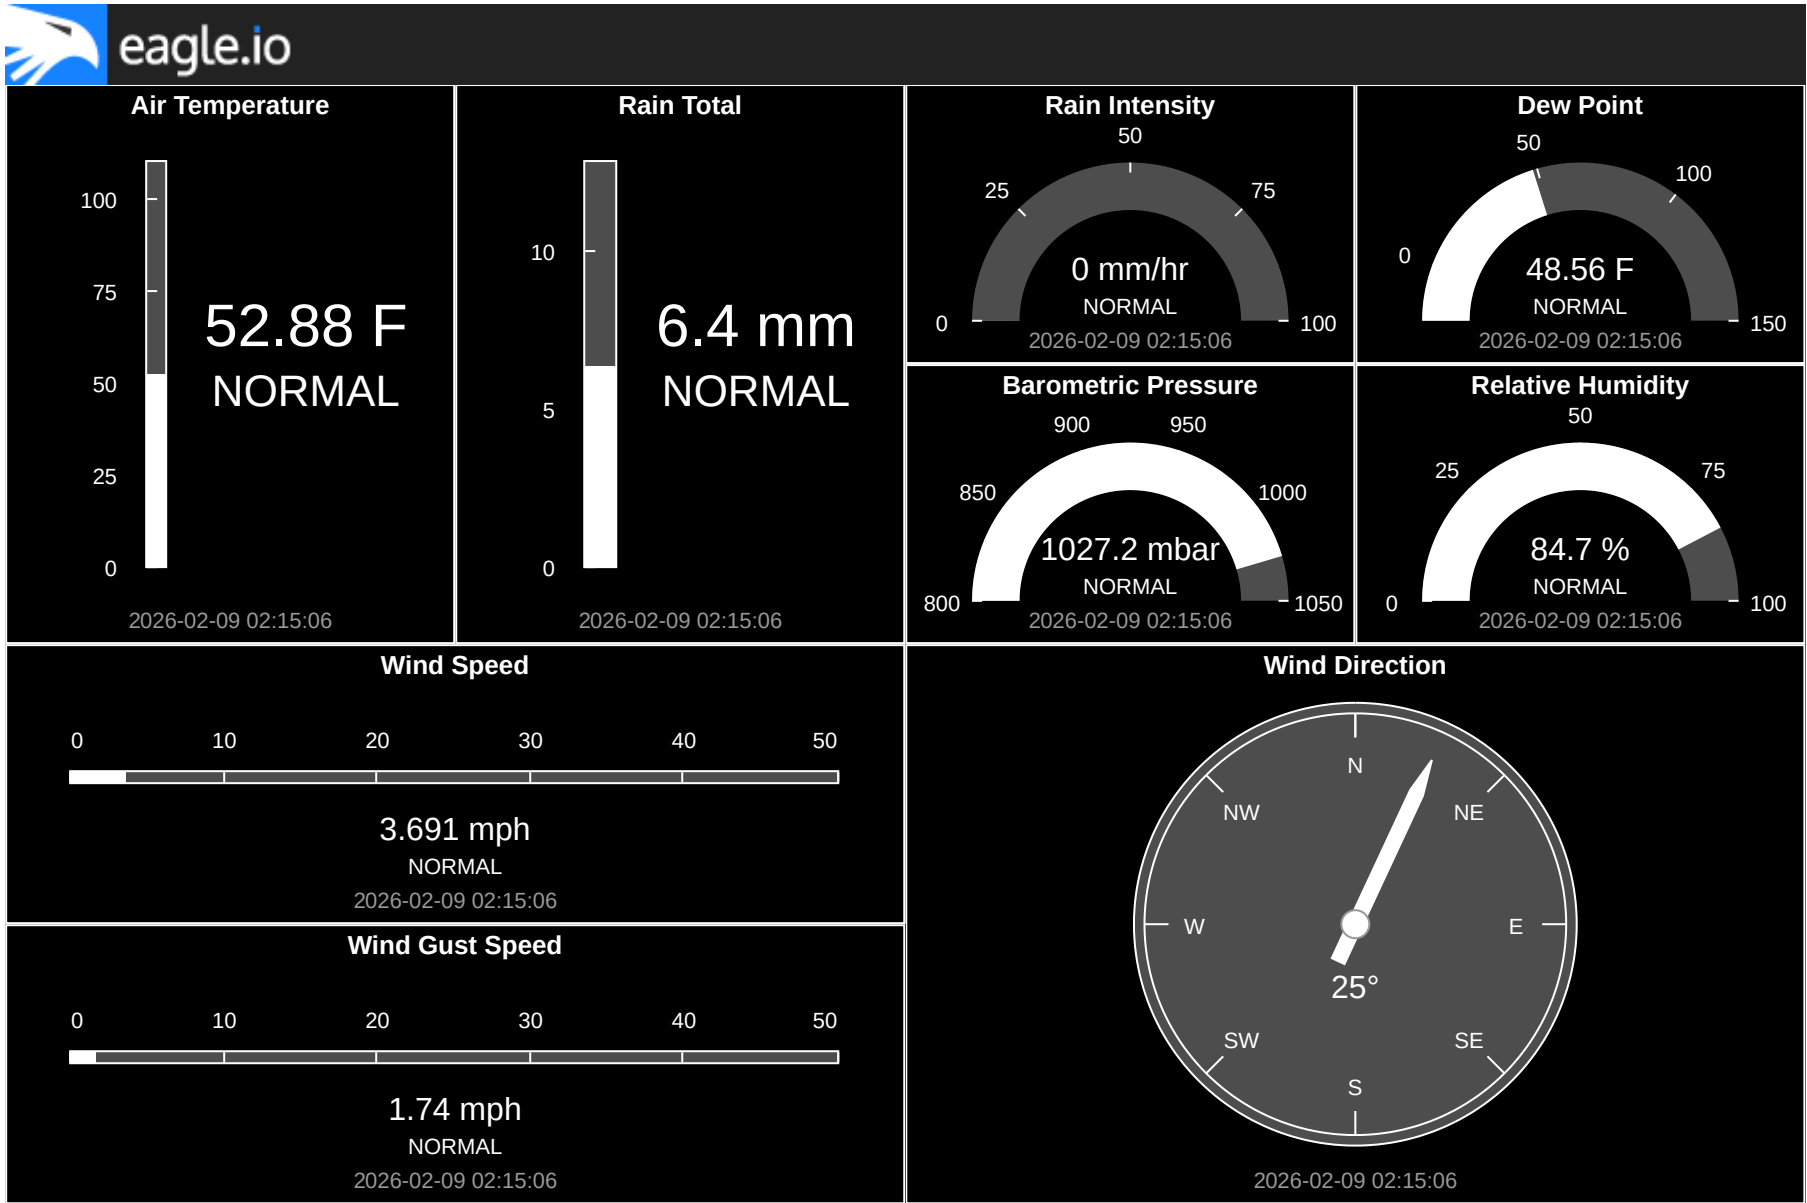 eagle.io
Air Temperature
100
75
50
25
0
52.88 F
NORMAL
2026-02-09 02:15:06
Rain Total
10
5
0
6.4 mm
NORMAL
2026-02-09 02:15:06
Rain Intensity
50
25
75
0
100
0 mm/hr
NORMAL
2026-02-09 02:15:06
Dew Point
50
100
0
150
48.56 F
NORMAL
2026-02-09 02:15:06
Barometric Pressure
900
950
850
1000
800
1050
1027.2 mbar
NORMAL
2026-02-09 02:15:06
Relative Humidity
50
25
75
0
100
84.7 %
NORMAL
2026-02-09 02:15:06
Wind Speed
0 10 20 30 40 50
3.691 mph
NORMAL
2026-02-09 02:15:06
Wind Gust Speed
0 10 20 30 40 50
1.74 mph
NORMAL
2026-02-09 02:15:06
Wind Direction
N
NW
NE
W
E
25°
SW
SE
S
2026-02-09 02:15:06